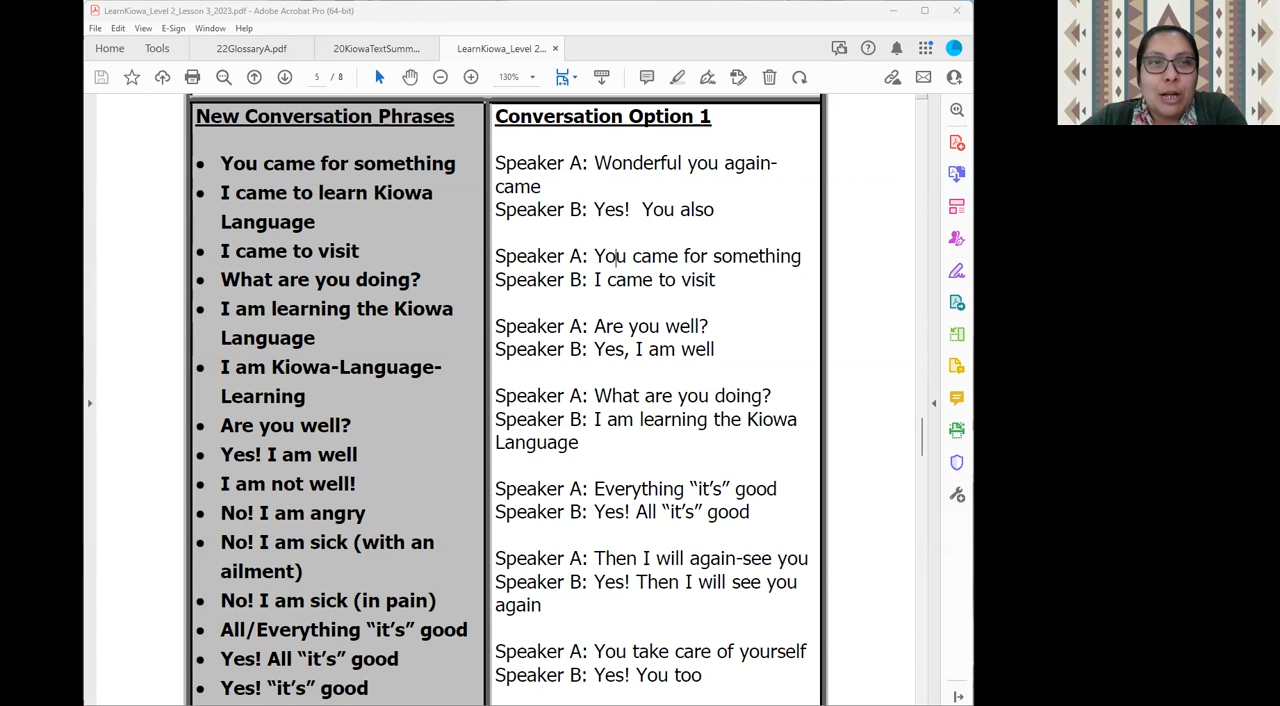 LearnKiowa_Level 2_Lesson 3_2023.pdf - Adobe Acrobat Pro (64-bit)
File Edit View E-Sign Window Help
Home Tools 22GlossaryA.pdf 20KiowaTextSumm... LearnKiowa_Level 2... ×
5 / 8 130%
New Conversation Phrases
• You came for something
• I came to learn Kiowa
Language
• I came to visit
• What are you doing?
• I am learning the Kiowa
Language
• I am Kiowa-Language-
Learning
• Are you well?
• Yes! I am well
• I am not well!
• No! I am angry
• No! I am sick (with an
ailment)
• No! I am sick (in pain)
• All/Everything “it’s” good
• Yes! All “it’s” good
• Yes! “it’s” good
Conversation Option 1
Speaker A: Wonderful you again-
came
Speaker B: Yes! You also
Speaker A: You came for something
Speaker B: I came to visit
Speaker A: Are you well?
Speaker B: Yes, I am well
Speaker A: What are you doing?
Speaker B: I am learning the Kiowa
Language
Speaker A: Everything “it’s” good
Speaker B: Yes! All “it’s” good
Speaker A: Then I will again-see you
Speaker B: Yes! Then I will see you
again
Speaker A: You take care of yourself
Speaker B: Yes! You too